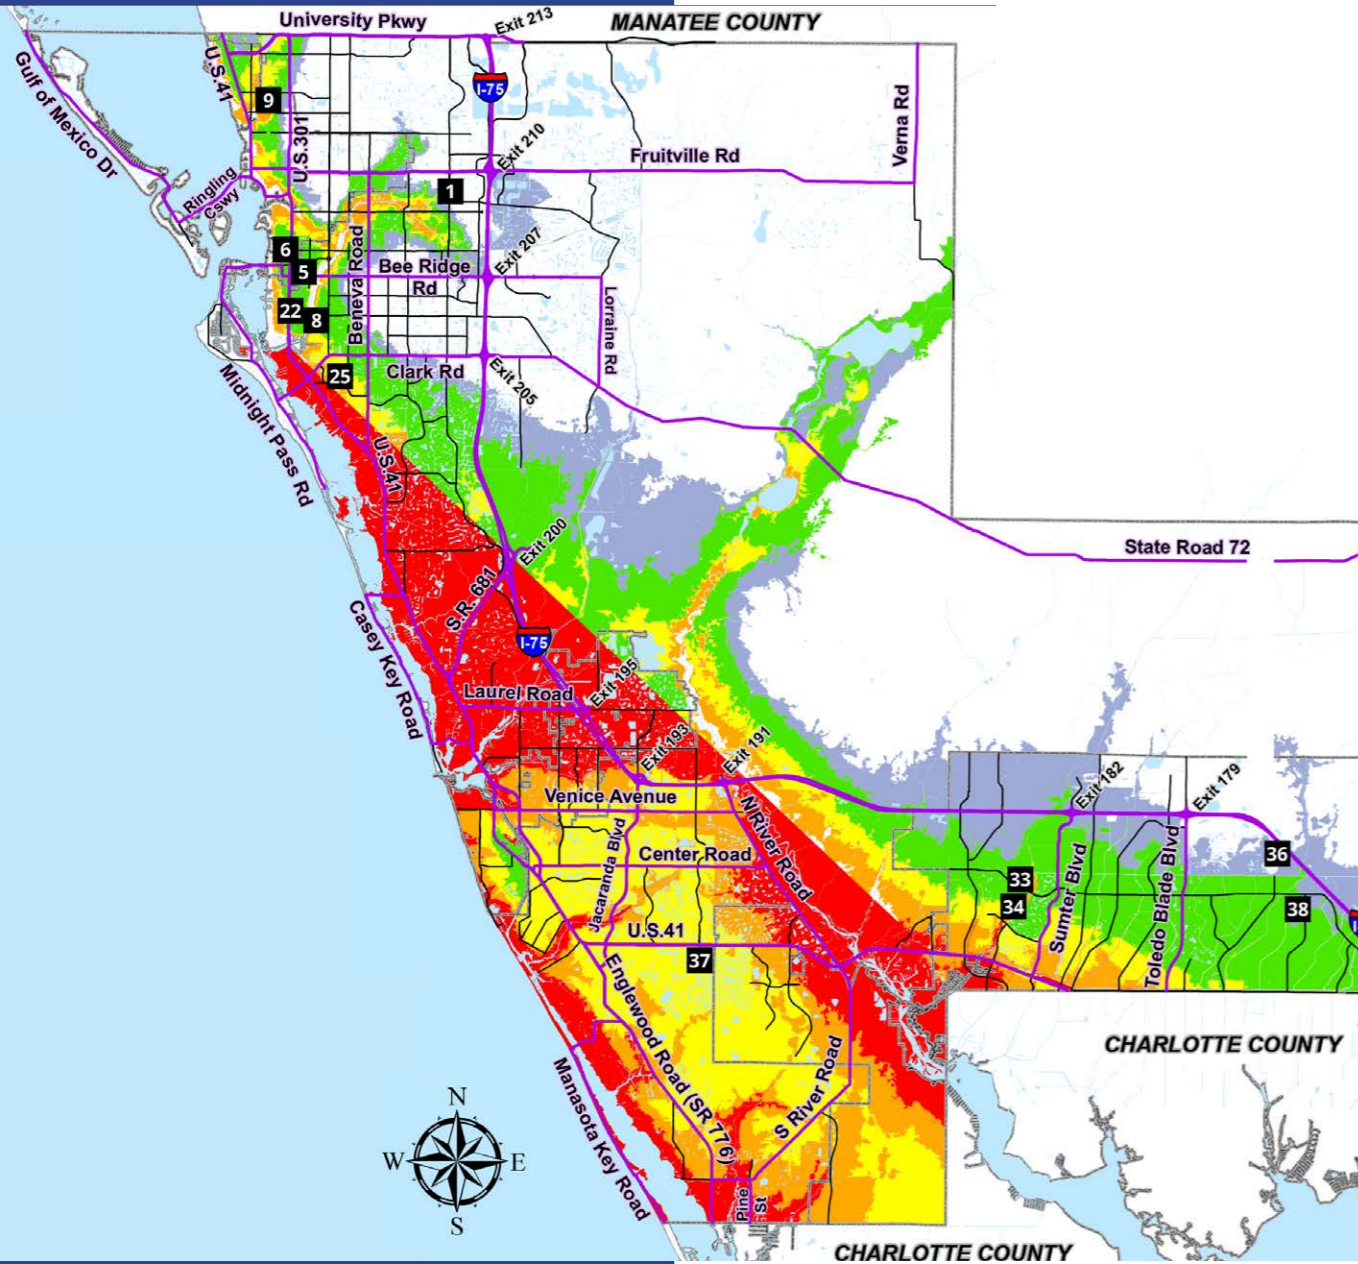 University Pkwy
Exit 213
MANATEE COUNTY
U.S.41
Gulf of Mexico Dr
I-75
9
U.S.301
Verna Rd
Exit 210
Fruitville Rd
Ringling
Cswy
1
6
5
Beneva Road
Bee Ridge
Rd
Exit 207
22
8
Lorraine Rd
25
Clark Rd
Exit 205
Midnight Pass Rd
U.S.41
Exit 200
State Road 72
S.R. 681
I-75
Casey Key Road
Laurel Road
Exit 195
Exit 193
Exit 191
Venice Avenue
N River Road
Exit 182
Exit 179
Jacaranda Blvd
Center Road
36
33
34
38
Sumter Blvd
Toledo Blade Blvd
U.S.41
37
Englewood Road (SR 776)
S River Road
CHARLOTTE COUNTY
Manasota Key Road
N
W
E
S
Pine
St
CHARLOTTE COUNTY